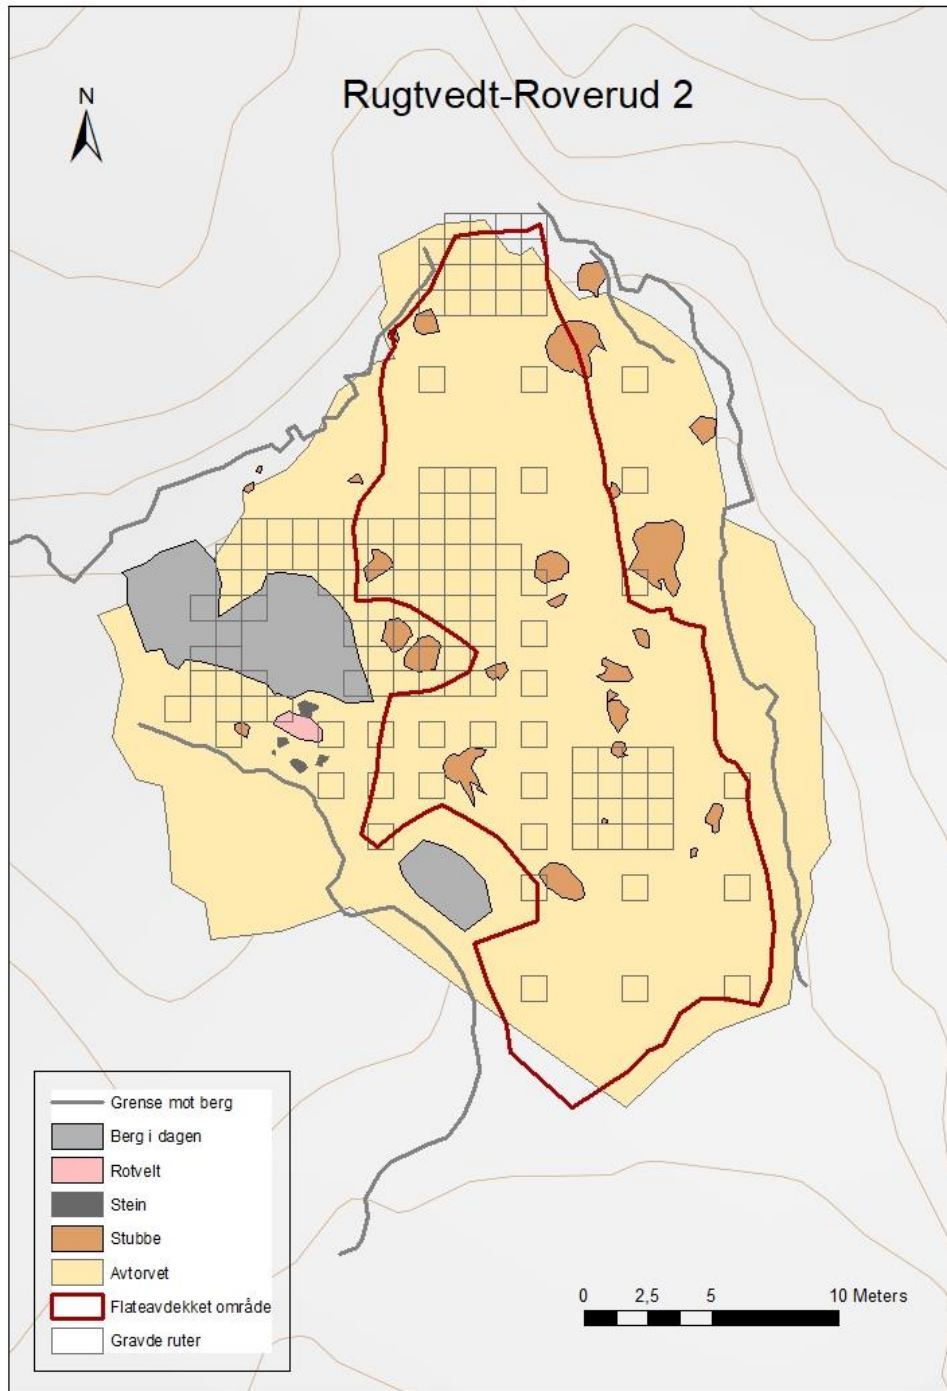 Rugtvedt-Roverud 2
N
Grense mot berg
Berg i dagen
Rotvelt
Stein
Stubbe
Avtorvet
Flateavdekket område
Gravde ruter
0 2,5 5 10 Meters